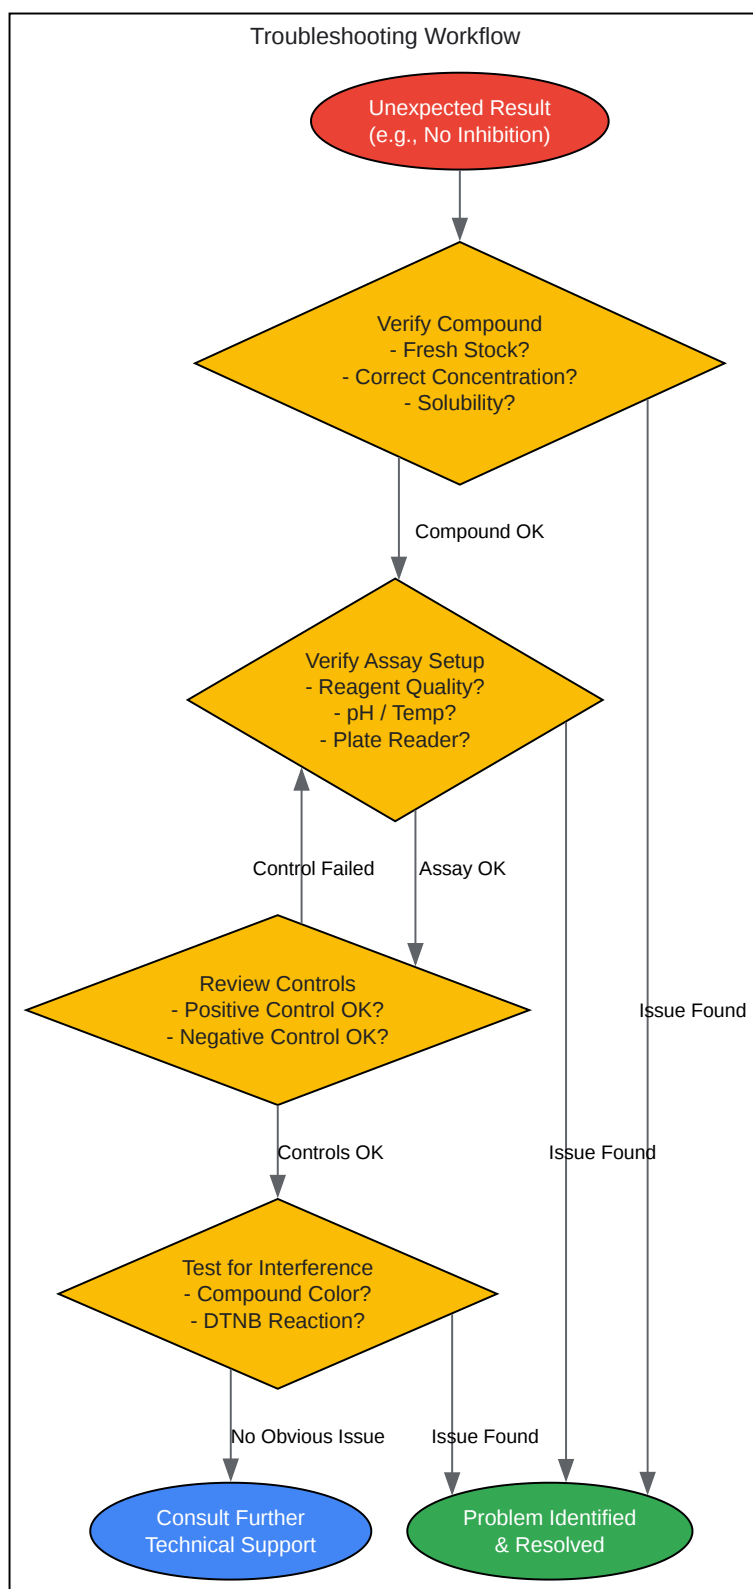 Troubleshooting Workflow
Unexpected Result
(e.g., No Inhibition)
Verify Compound
- Fresh Stock?
- Correct Concentration?
- Solubility?
Compound OK
Verify Assay Setup
- Reagent Quality?
- pH / Temp?
- Plate Reader?
Control Failed
Assay OK
Review Controls
- Positive Control OK?
- Negative Control OK?
Issue Found
Controls OK
Issue Found
Test for Interference
- Compound Color?
- DTNB Reaction?
No Obvious Issue
Issue Found
Consult Further
Technical Support
Problem Identified
& Resolved